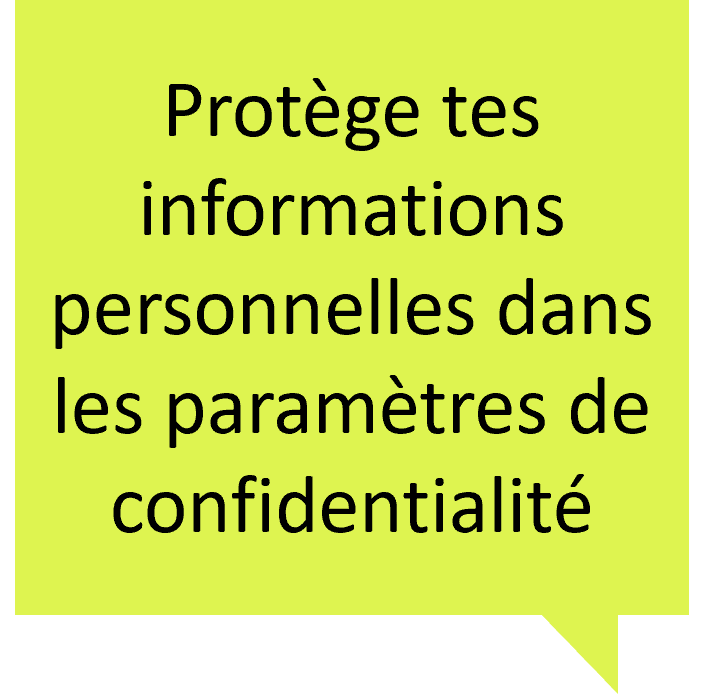 Protège tes
informations
personnelles dans
les paramètres de
confidentialité